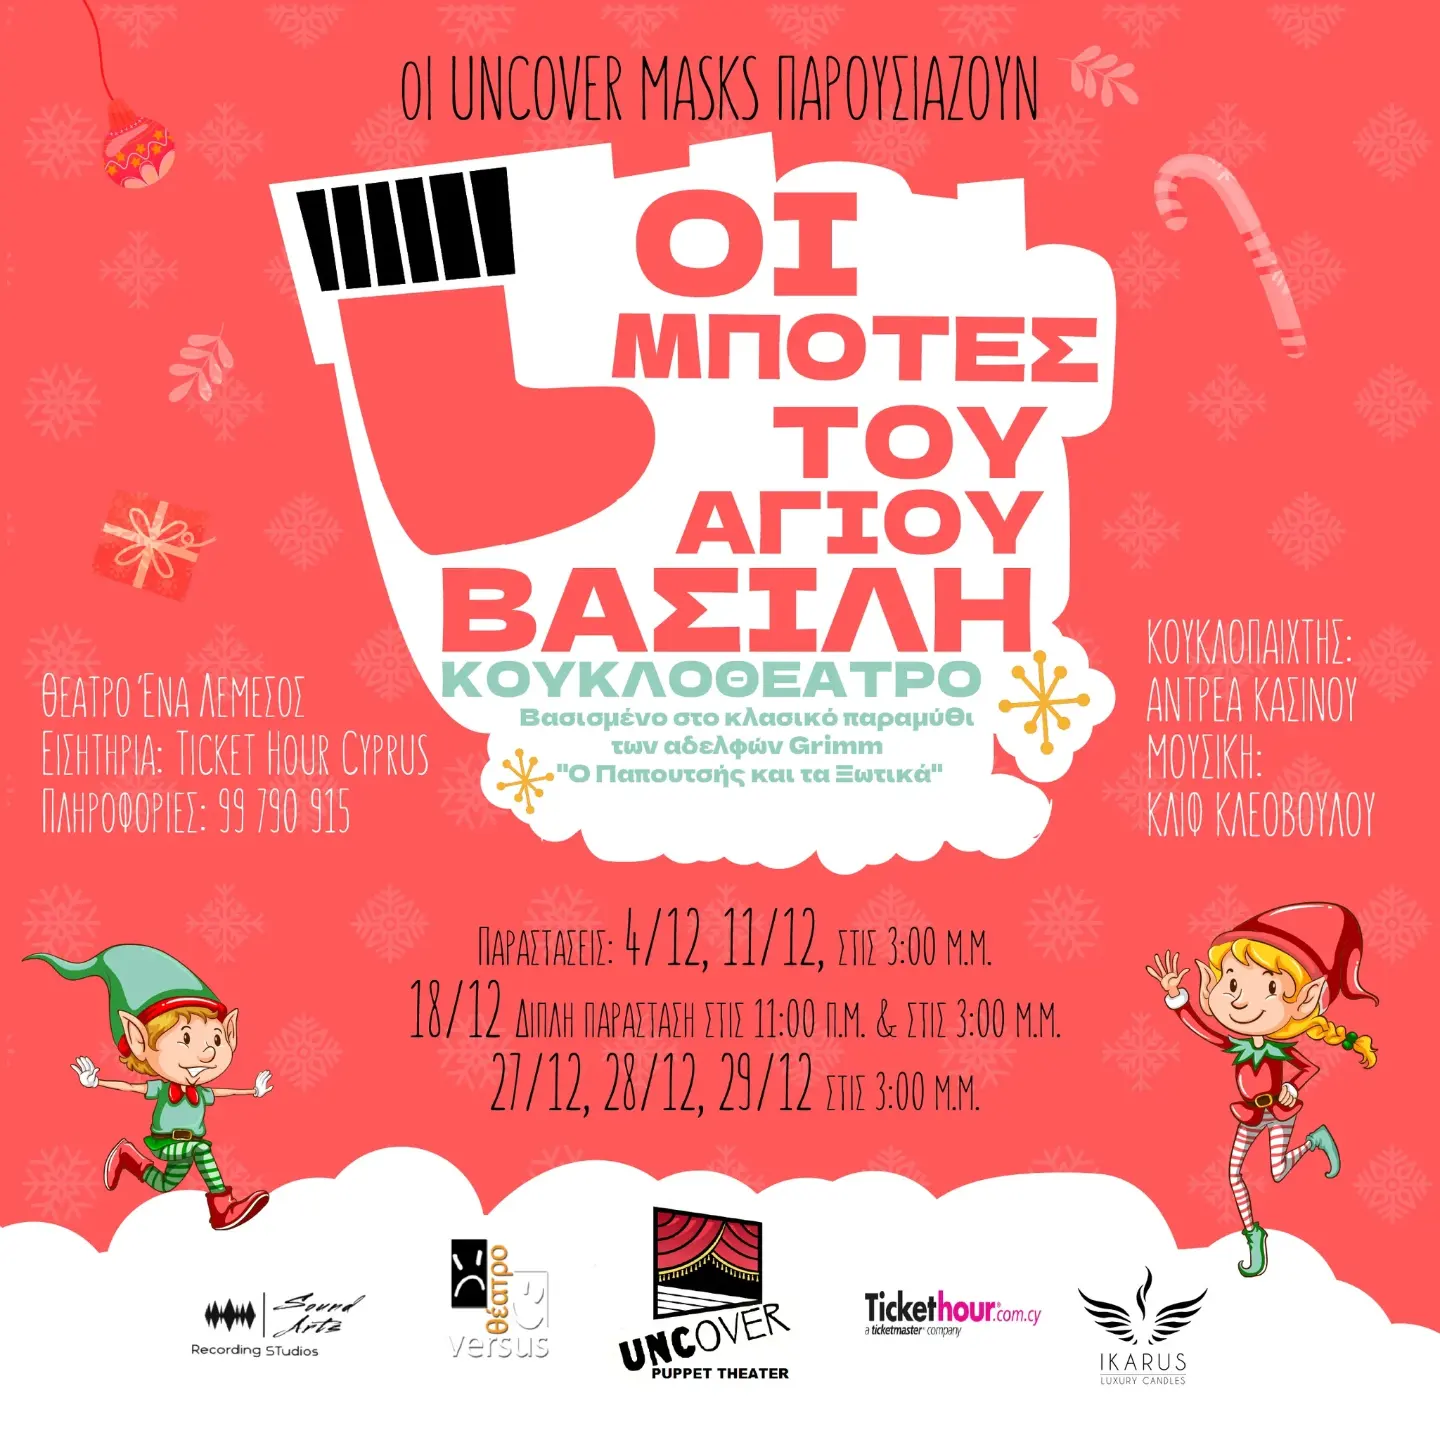 ΟΙ UNCOVER MASKS ΠΑΡΟΥΣΙΑΖΟΥΝ
ΟΙ
ΜΠΟΤΕΣ
ΤΟΥ
ΑΓΙΟΥ
ΒΑΣΙΛΗ
ΚΟΥΚΛΟΘΕΑΤΡΟ
Βασισμένο στο κλασικό παραμύθι
των αδελφών Grimm
"Ο Παπουτσής και τα Ξωτικά"
ΘΕΑΤΡΟ ΈΝΑ ΛΕΜΕΣΟΣ
ΕΙΣΗΤΗΡΙΑ: TICKET HOUR CYPRUS
ΠΛΗΡΟΦΟΡΙΕΣ: 99 790 915
ΚΟΥΚΛΟΠΑΙΧΤΗΣ:
ΑΝΤΡΕΑ ΚΑΣΙΝΟΥ
ΜΟΥΣΙΚΗ:
ΚΛΙΦ ΚΛΕΟΒΟΥΛΟΥ
ΠΑΡΑΣΤΑΣΕΙΣ: 4/12, 11/12, ΣΤΙΣ 3:00 Μ.Μ.
18/12 ΔΙΠΛΗ ΠΑΡΑΣΤΑΣΗ ΣΤΙΣ 11:00 Π.Μ. & ΣΤΙΣ 3:00 Μ.Μ.
27/12, 28/12, 29/12 ΣΤΙΣ 3:00 Μ.Μ.
Sound
Arts
Recording STudios
θέατρο
versus
UNCOVER
PUPPET THEATER
Tickethour.com.cy
a ticketmaster company
IKARUS
LUXURY CANDLES